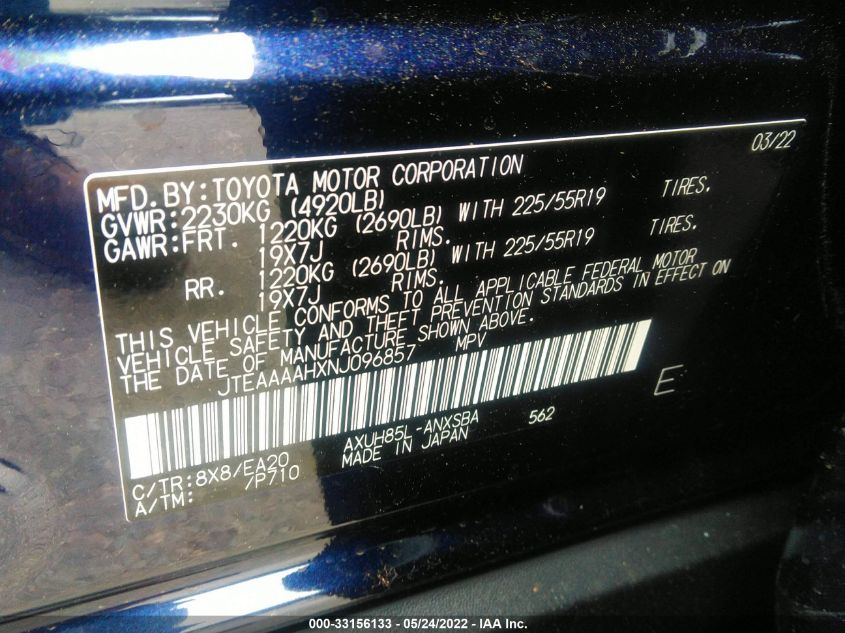 03/22
MFD. BY: TOYOTA MOTOR CORPORATION
GVWR: 2230KG (4920LB)
GAWR: FRT. 1220KG (2690LB) WITH 225/55R19 TIRES.
19X7J RIMS.
RR. 1220KG (2690LB) WITH 225/55R19 TIRES.
19X7J RIMS.
THIS VEHICLE CONFORMS TO ALL APPLICABLE FEDERAL MOTOR
VEHICLE SAFETY AND THEFT PREVENTION STANDARDS IN EFFECT ON
THE DATE OF MANUFACTURE SHOWN ABOVE.
JTEAAAAHXNJ096857 MPV
E
AXUH85L-ANXSBA 562
C/TR: 8X8/EA20 MADE IN JAPAN
A/TM: /P710
000-33156133 - 05/24/2022 - IAA Inc.